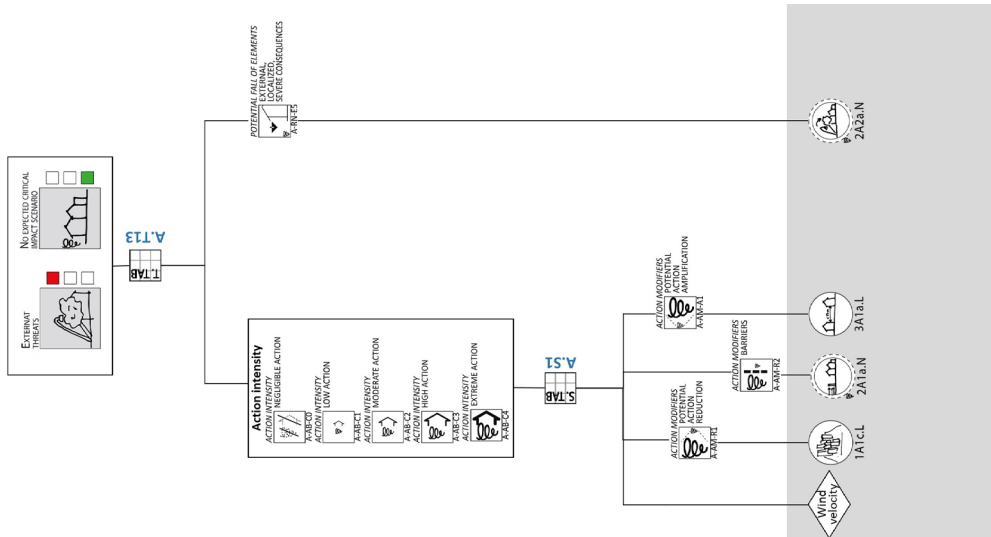 EXTERNAT
THREATS
NO EXPECTED CRITICAL
IMPACT SCENARIO
A.T13
T.TAB
POTENTIAL FALL OF ELEMENTS
EXTERNAL,
LOCALIZED,
SEVERE CONSEQUENCES
A-RN-ES
Action intensity
ACTION INTENSITY
NEGLIGIBLE ACTION
A-AB-C0
ACTION INTENSITY
LOW ACTION
A-AB-C1
ACTION INTENSITY
MODERATE ACTION
A-AB-C2
ACTION INTENSITY
HIGH ACTION
A-AB-C3
ACTION INTENSITY
EXTREME ACTION
A-AB-C4
A.S1
S.TAB
ACTION MODIFIERS
POTENTIAL
ACTION
REDUCTION
A-AM-R1
ACTION MODIFIERS
BARRIERS
A-AM-R2
ACTION MODIFIERS
POTENTIAL
ACTION
AMPLIFICATION
A-AM-A1
Wind
velocity
1A1c.L
2A1a.N
3A1a.L
2A2a.N